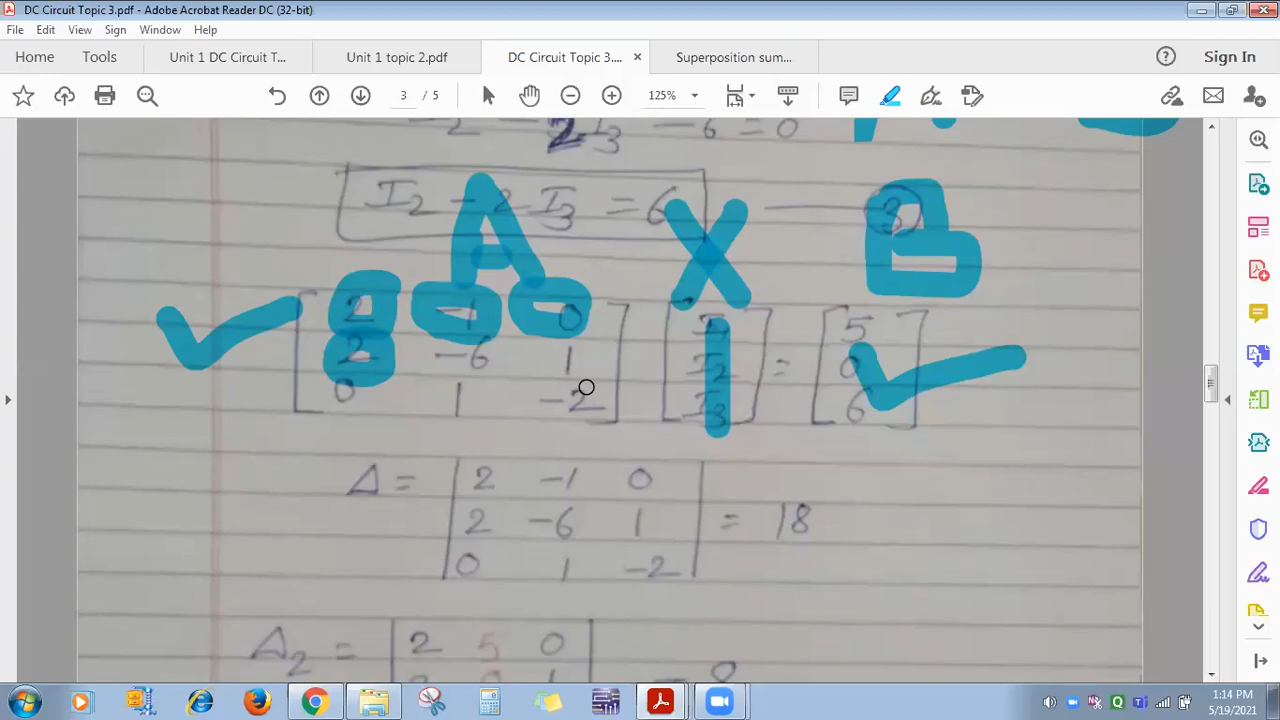 DC Circuit Topic 3.pdf - Adobe Acrobat Reader DC (32-bit)
File Edit View Sign Window Help
Home Tools Unit 1 DC Circuit T... Unit 1 topic 2.pdf DC Circuit Topic 3.... × Superposition sum... Sign In
3 / 5 125%
I₃ - 6 = 0
I₂ - 2I₃ = 6 3
A X B
2 -1 0 I₁ 5
2 -6 1 I₂ = 0
0 1 -2 I₃ 6
Δ = 2 -1 0
2 -6 1 = 18
0 1 -2
Δ₂ = 2 5 0
1:14 PM
5/19/2021